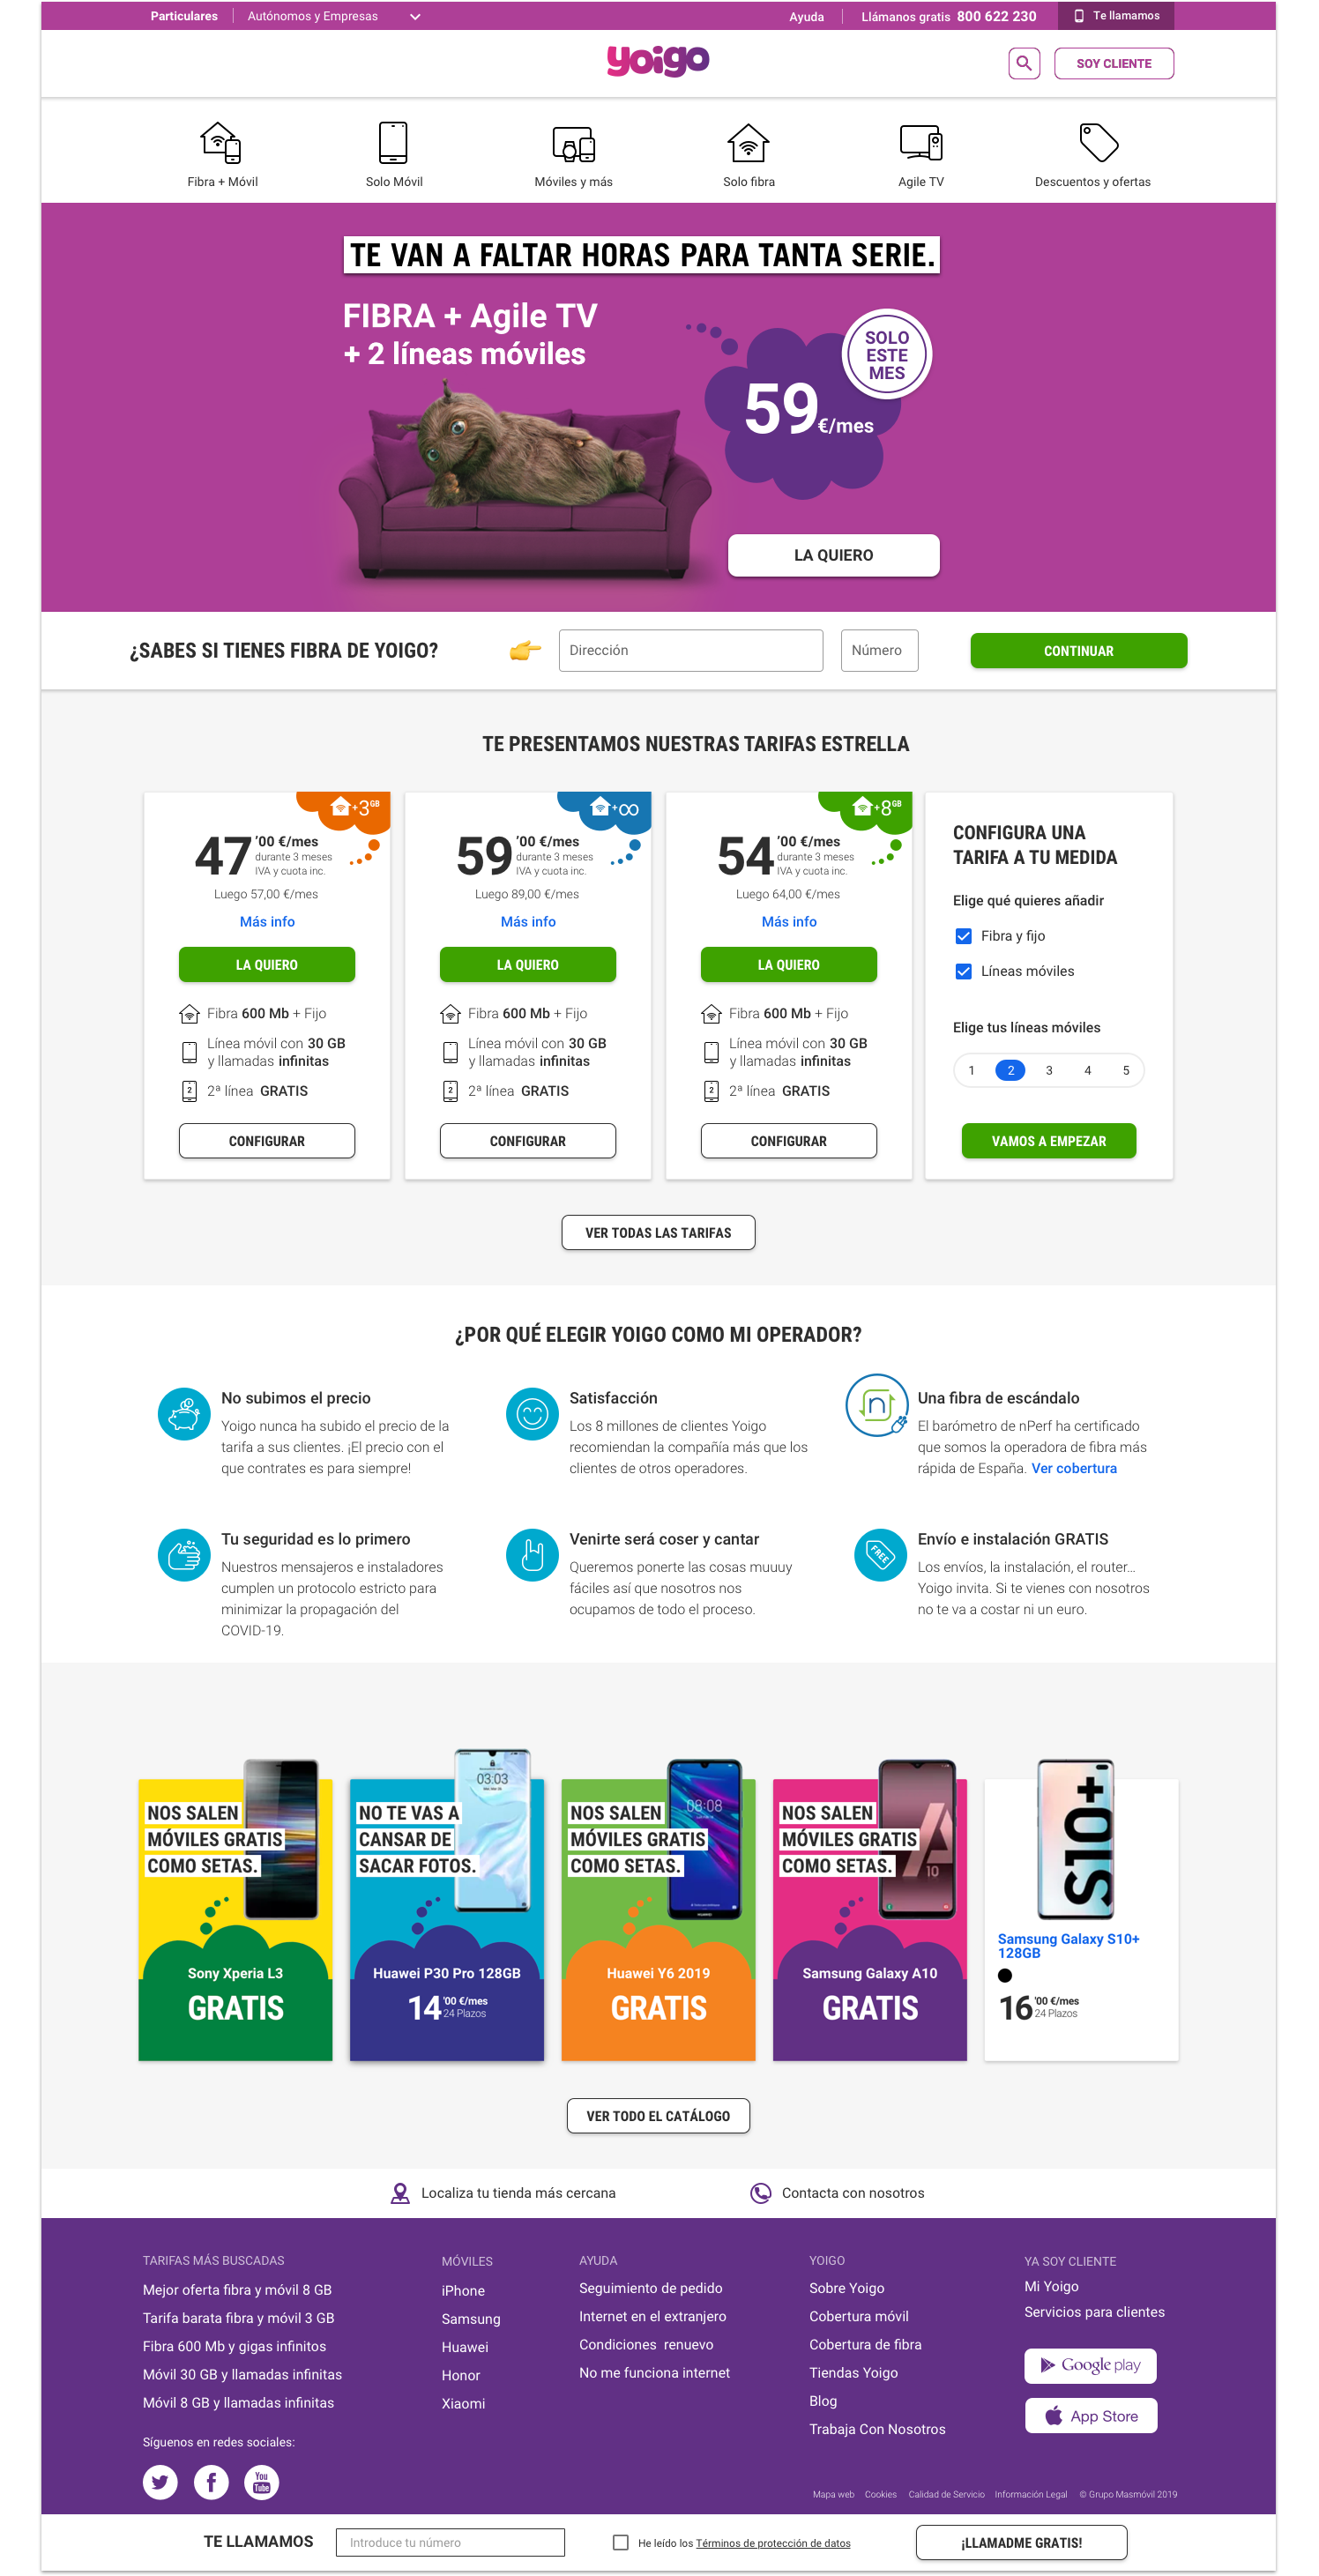 Particulares
Autónomos y Empresas
Ayuda
Llámanos gratis 800 622 230
Te llamamos
yoigo
SOY CLIENTE
Fibra + Móvil
Solo Móvil
Móviles y más
Solo fibra
Agile TV
Descuentos y ofertas
TE VAN A FALTAR HORAS PARA TANTA SERIE.
FIBRA + Agile TV
+ 2 líneas móviles
SOLO
ESTE
MES
59€/mes
LA QUIERO
¿SABES SI TIENES FIBRA DE YOIGO?
Dirección
Número
CONTINUAR
TE PRESENTAMOS NUESTRAS TARIFAS ESTRELLA
+3GB
47'00 €/mes
durante 3 meses
IVA y cuota inc.
Luego 57,00 €/mes
Más info
LA QUIERO
Fibra 600 Mb + Fijo
Línea móvil con 30 GB
y llamadas infinitas
2
2ª línea GRATIS
CONFIGURAR
+∞
59'00 €/mes
durante 3 meses
IVA y cuota inc.
Luego 89,00 €/mes
Más info
LA QUIERO
Fibra 600 Mb + Fijo
Línea móvil con 30 GB
y llamadas infinitas
2
2ª línea GRATIS
CONFIGURAR
+8GB
54'00 €/mes
durante 3 meses
IVA y cuota inc.
Luego 64,00 €/mes
Más info
LA QUIERO
Fibra 600 Mb + Fijo
Línea móvil con 30 GB
y llamadas infinitas
2
2ª línea GRATIS
CONFIGURAR
CONFIGURA UNA
TARIFA A TU MEDIDA
Elige qué quieres añadir
Fibra y fijo
Líneas móviles
Elige tus líneas móviles
1 2 3 4 5
VAMOS A EMPEZAR
VER TODAS LAS TARIFAS
¿POR QUÉ ELEGIR YOIGO COMO MI OPERADOR?
No subimos el precio
Yoigo nunca ha subido el precio de la
tarifa a sus clientes. ¡El precio con el
que contrates es para siempre!
Satisfacción
Los 8 millones de clientes Yoigo
recomiendan la compañía más que los
clientes de otros operadores.
n
Una fibra de escándalo
El barómetro de nPerf ha certificado
que somos la operadora de fibra más
rápida de España. Ver cobertura
Tu seguridad es lo primero
Nuestros mensajeros e instaladores
cumplen un protocolo estricto para
minimizar la propagación del
COVID-19.
Venirte será coser y cantar
Queremos ponerte las cosas muuuy
fáciles así que nosotros nos
ocupamos de todo el proceso.
FREE
Envío e instalación GRATIS
Los envíos, la instalación, el router...
Yoigo invita. Si te vienes con nosotros
no te va a costar ni un euro.
NOS SALEN
MÓVILES GRATIS
COMO SETAS.
Sony Xperia L3
GRATIS
03:03
NO TE VAS A
CANSAR DE
SACAR FOTOS.
Huawei P30 Pro 128GB
14'00 €/mes
24 Plazos
08:08
NOS SALEN
MÓVILES GRATIS
COMO SETAS.
HUAWEI
Huawei Y6 2019
GRATIS
NOS SALEN
MÓVILES GRATIS
COMO SETAS.
A
10
Samsung Galaxy A10
GRATIS
S10+
Samsung Galaxy S10+
128GB
16'00 €/mes
24 Plazos
VER TODO EL CATÁLOGO
Localiza tu tienda más cercana
Contacta con nosotros
TARIFAS MÁS BUSCADAS
Mejor oferta fibra y móvil 8 GB
Tarifa barata fibra y móvil 3 GB
Fibra 600 Mb y gigas infinitos
Móvil 30 GB y llamadas infinitas
Móvil 8 GB y llamadas infinitas
MÓVILES
iPhone
Samsung
Huawei
Honor
Xiaomi
AYUDA
Seguimiento de pedido
Internet en el extranjero
Condiciones renuevo
No me funciona internet
YOIGO
Sobre Yoigo
Cobertura móvil
Cobertura de fibra
Tiendas Yoigo
Blog
Trabaja Con Nosotros
YA SOY CLIENTE
Mi Yoigo
Servicios para clientes
Google play
App Store
Síguenos en redes sociales:
You
Tube
Mapa web Cookies Calidad de Servicio Información Legal © Grupo Masmóvil 2019
TE LLAMAMOS
Introduce tu número
He leído los Términos de protección de datos
¡LLAMADME GRATIS!